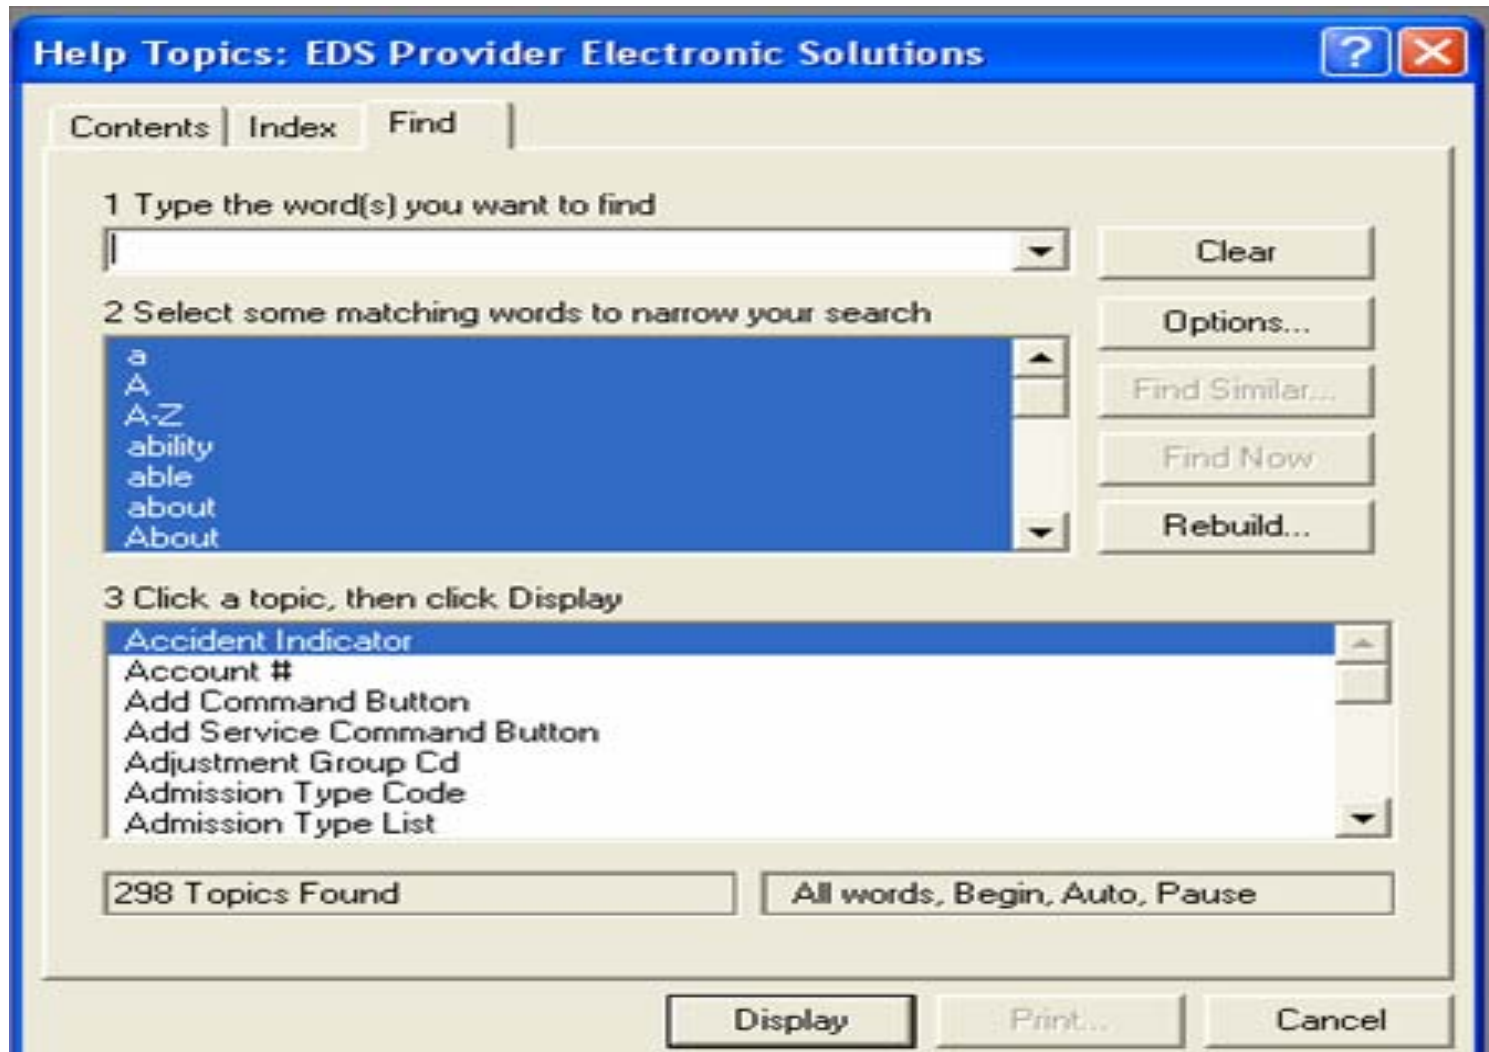 Help Topics: EDS Provider Electronic Solutions
Contents Index Find
1 Type the word(s) you want to find
Clear
2 Select some matching words to narrow your search
Options...
a
A
A-Z
ability
able
about
About
Find Similar...
Find Now
Rebuild...
3 Click a topic, then click Display
Accident Indicator
Account #
Add Command Button
Add Service Command Button
Adjustment Group Cd
Admission Type Code
Admission Type List
298 Topics Found
All words, Begin, Auto, Pause
Display Print... Cancel